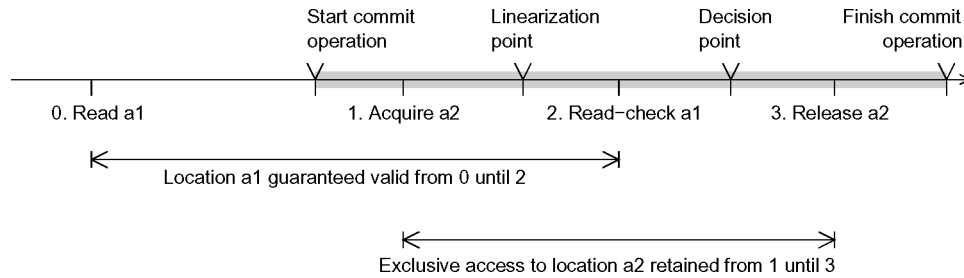 Start commit
operation
Linearization
point
Decision
point
Finish commit
operation
0. Read a1
1. Acquire a2
2. Read−check a1
3. Release a2
Location a1 guaranteed valid from 0 until 2
Exclusive access to location a2 retained from 1 until 3